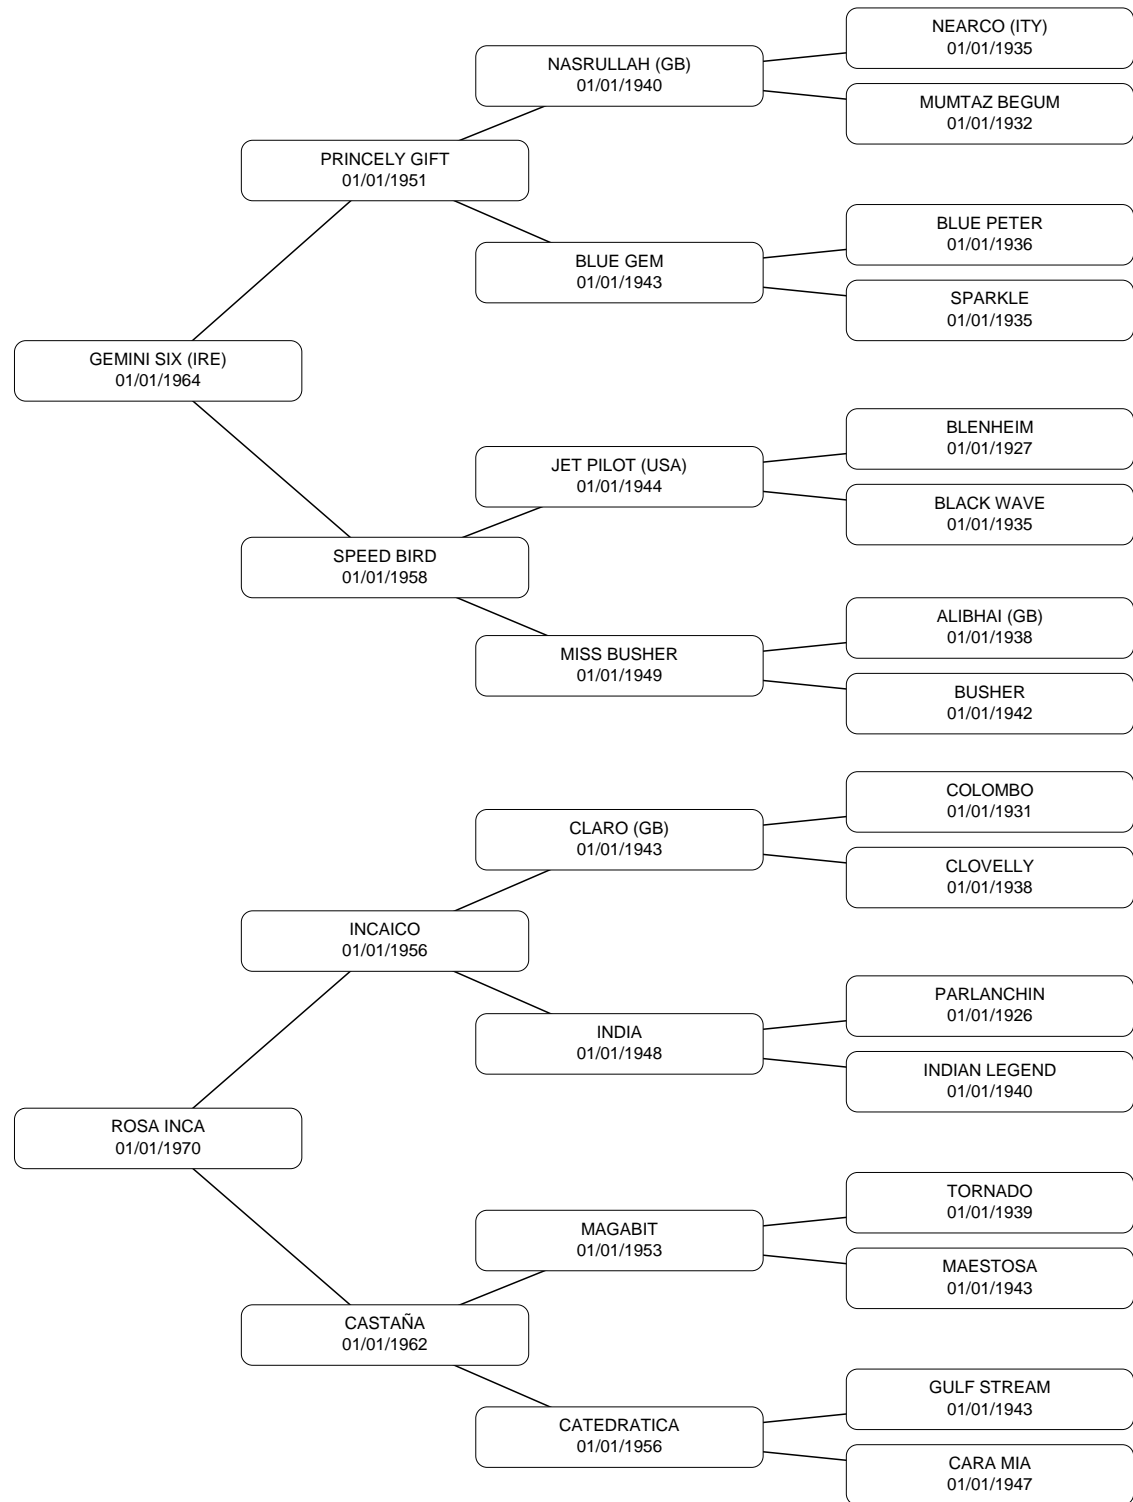 NEARCO (ITY)
01/01/1935
NASRULLAH (GB)
01/01/1940
MUMTAZ BEGUM
01/01/1932
PRINCELY GIFT
01/01/1951
BLUE PETER
01/01/1936
BLUE GEM
01/01/1943
SPARKLE
01/01/1935
GEMINI SIX (IRE)
01/01/1964
BLENHEIM
01/01/1927
JET PILOT (USA)
01/01/1944
BLACK WAVE
01/01/1935
SPEED BIRD
01/01/1958
ALIBHAI (GB)
01/01/1938
MISS BUSHER
01/01/1949
BUSHER
01/01/1942
COLOMBO
01/01/1931
CLARO (GB)
01/01/1943
CLOVELLY
01/01/1938
INCAICO
01/01/1956
PARLANCHIN
01/01/1926
INDIA
01/01/1948
INDIAN LEGEND
01/01/1940
ROSA INCA
01/01/1970
TORNADO
01/01/1939
MAGABIT
01/01/1953
MAESTOSA
01/01/1943
CASTAÑA
01/01/1962
GULF STREAM
01/01/1943
CATEDRATICA
01/01/1956
CARA MIA
01/01/1947